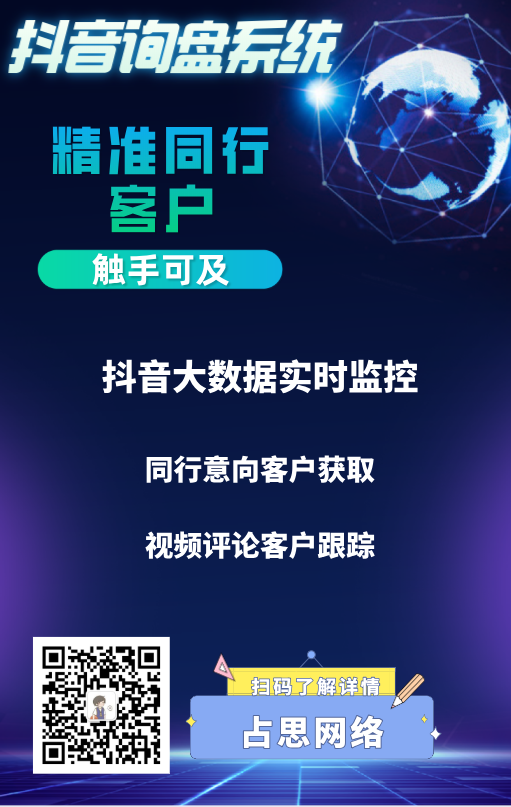 抖音询盘系统
精准同行
客户
触手可及
抖音大数据实时监控
同行意向客户获取
视频评论客户跟踪
扫码了解详情
占思网络